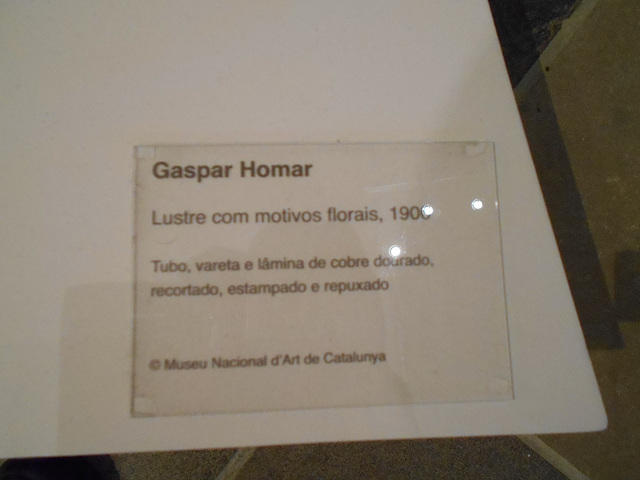 Gaspar Homar
Lustre com motivos florais, 1900
Tubo, vareta e lâmina de cobre dourado,
recortado, estampado e repuxado
© Museu Nacional d'Art de Catalunya